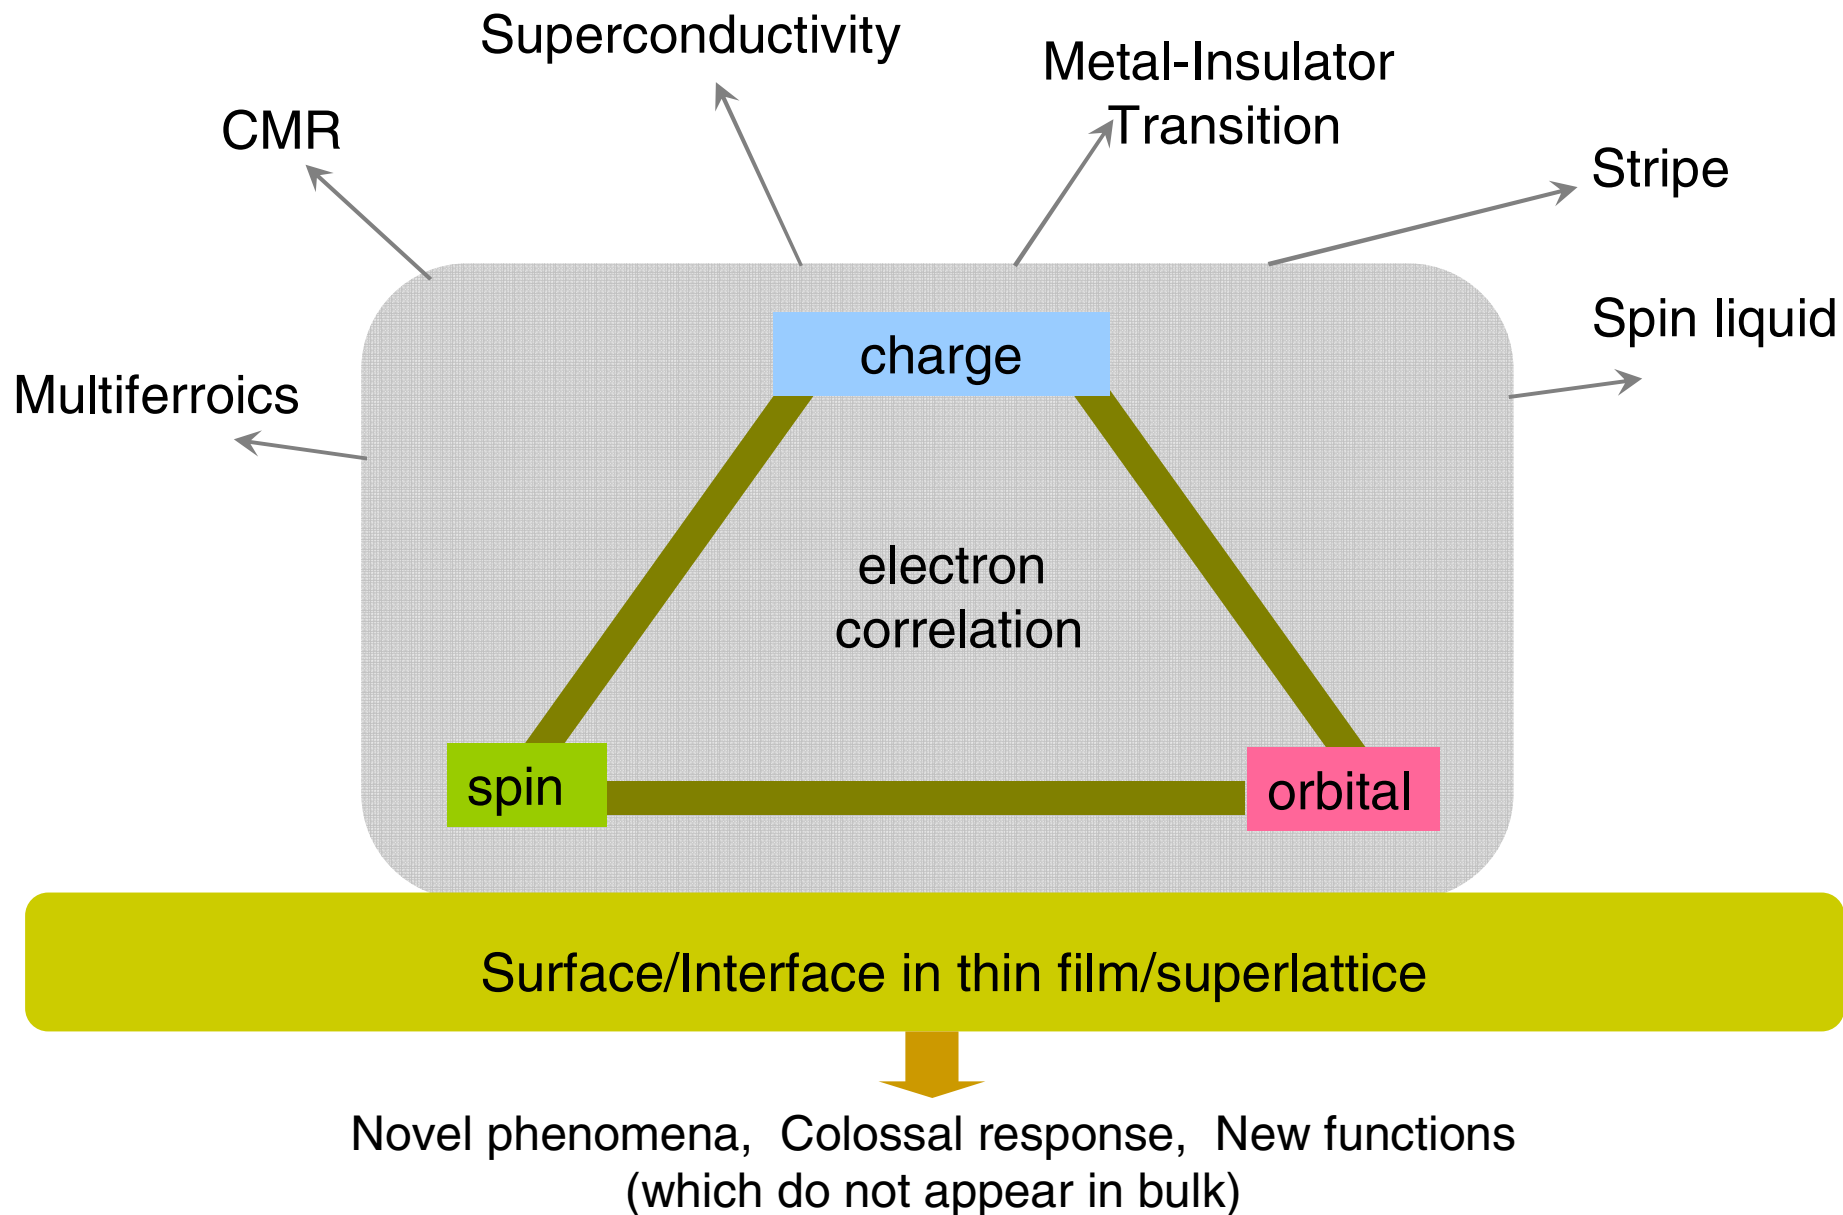 Superconductivity
Metal-Insulator
Transition
CMR
Stripe
Spin liquid
Multiferroics
charge
electron
correlation
spin
orbital
Surface/Interface in thin film/superlattice
Novel phenomena, Colossal response, New functions
(which do not appear in bulk)